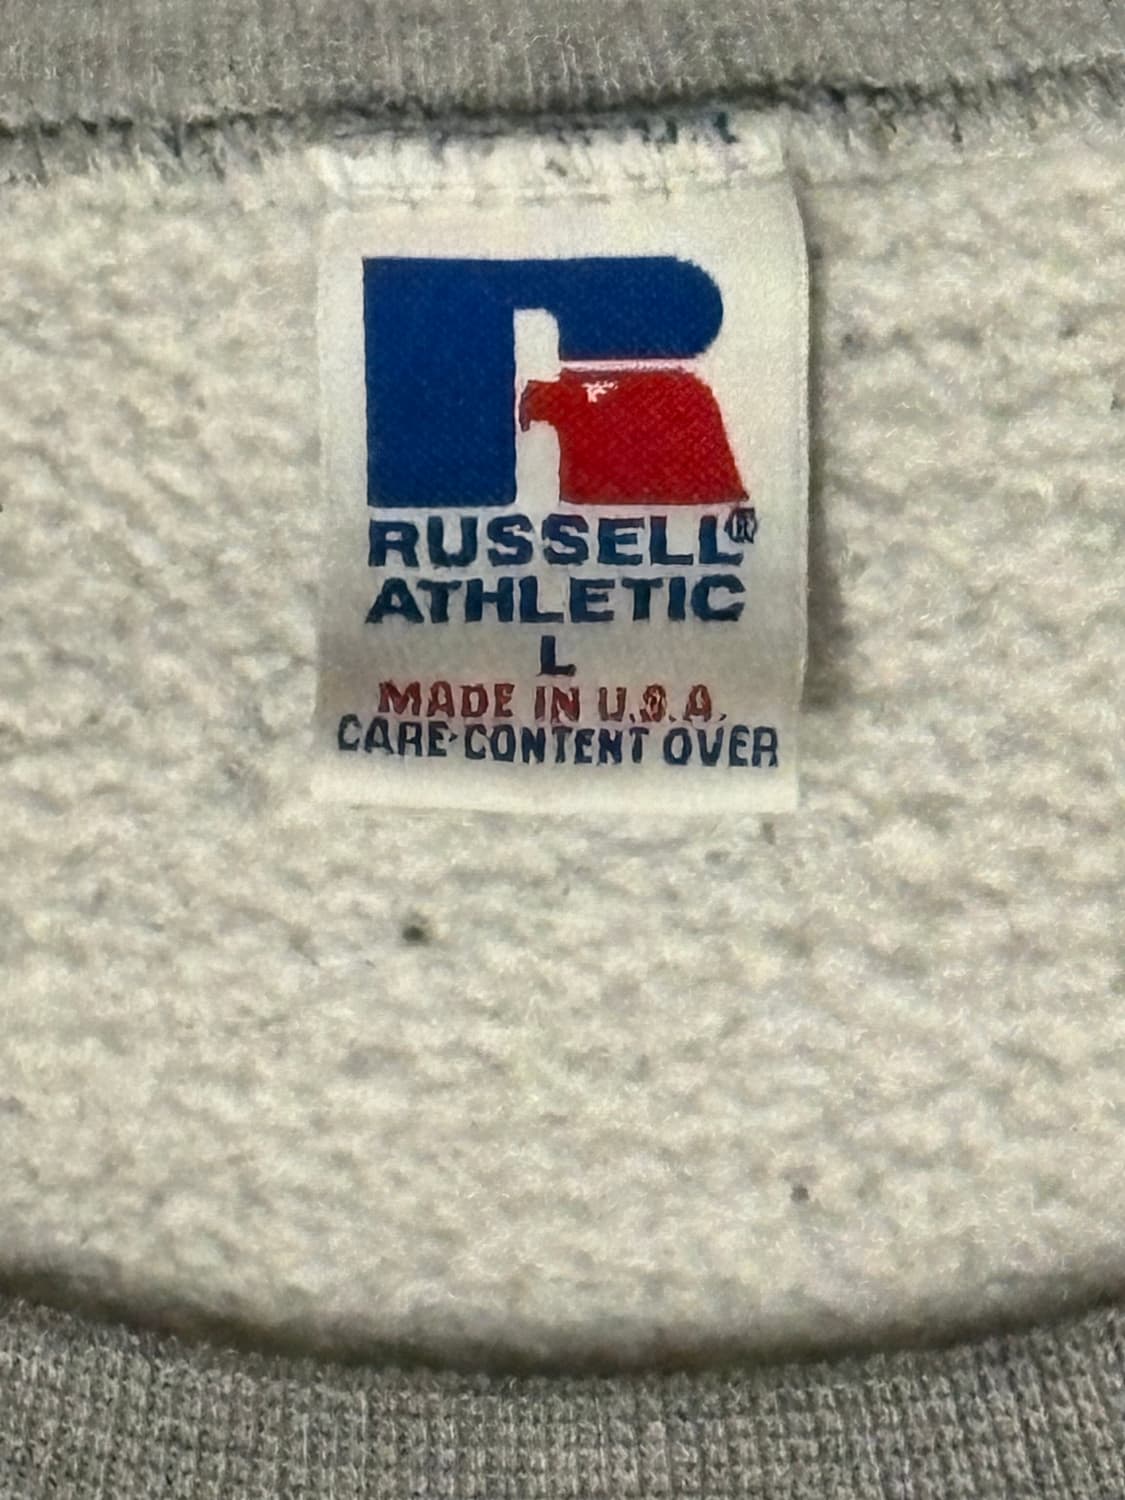 RUSSELL®
ATHLETIC
L
MADE IN U.S.A.
CARE·CONTENT OVER